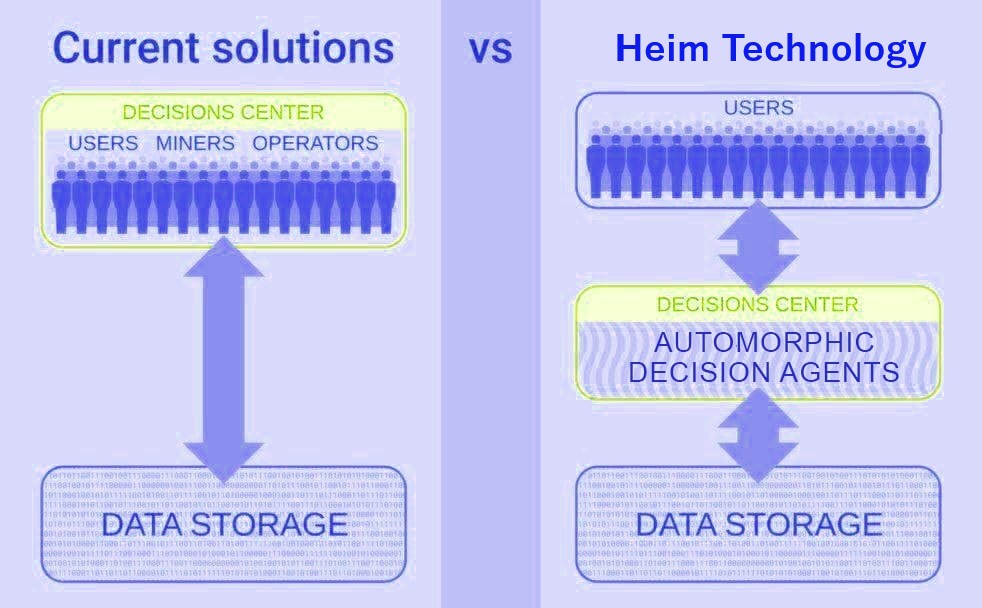 Current solutions
vs
Heim Technology
DECISIONS CENTER
USERS MINERS OPERATORS
DATA STORAGE
USERS
DECISIONS CENTER
AUTOMORPHIC
DECISION AGENTS
DATA STORAGE